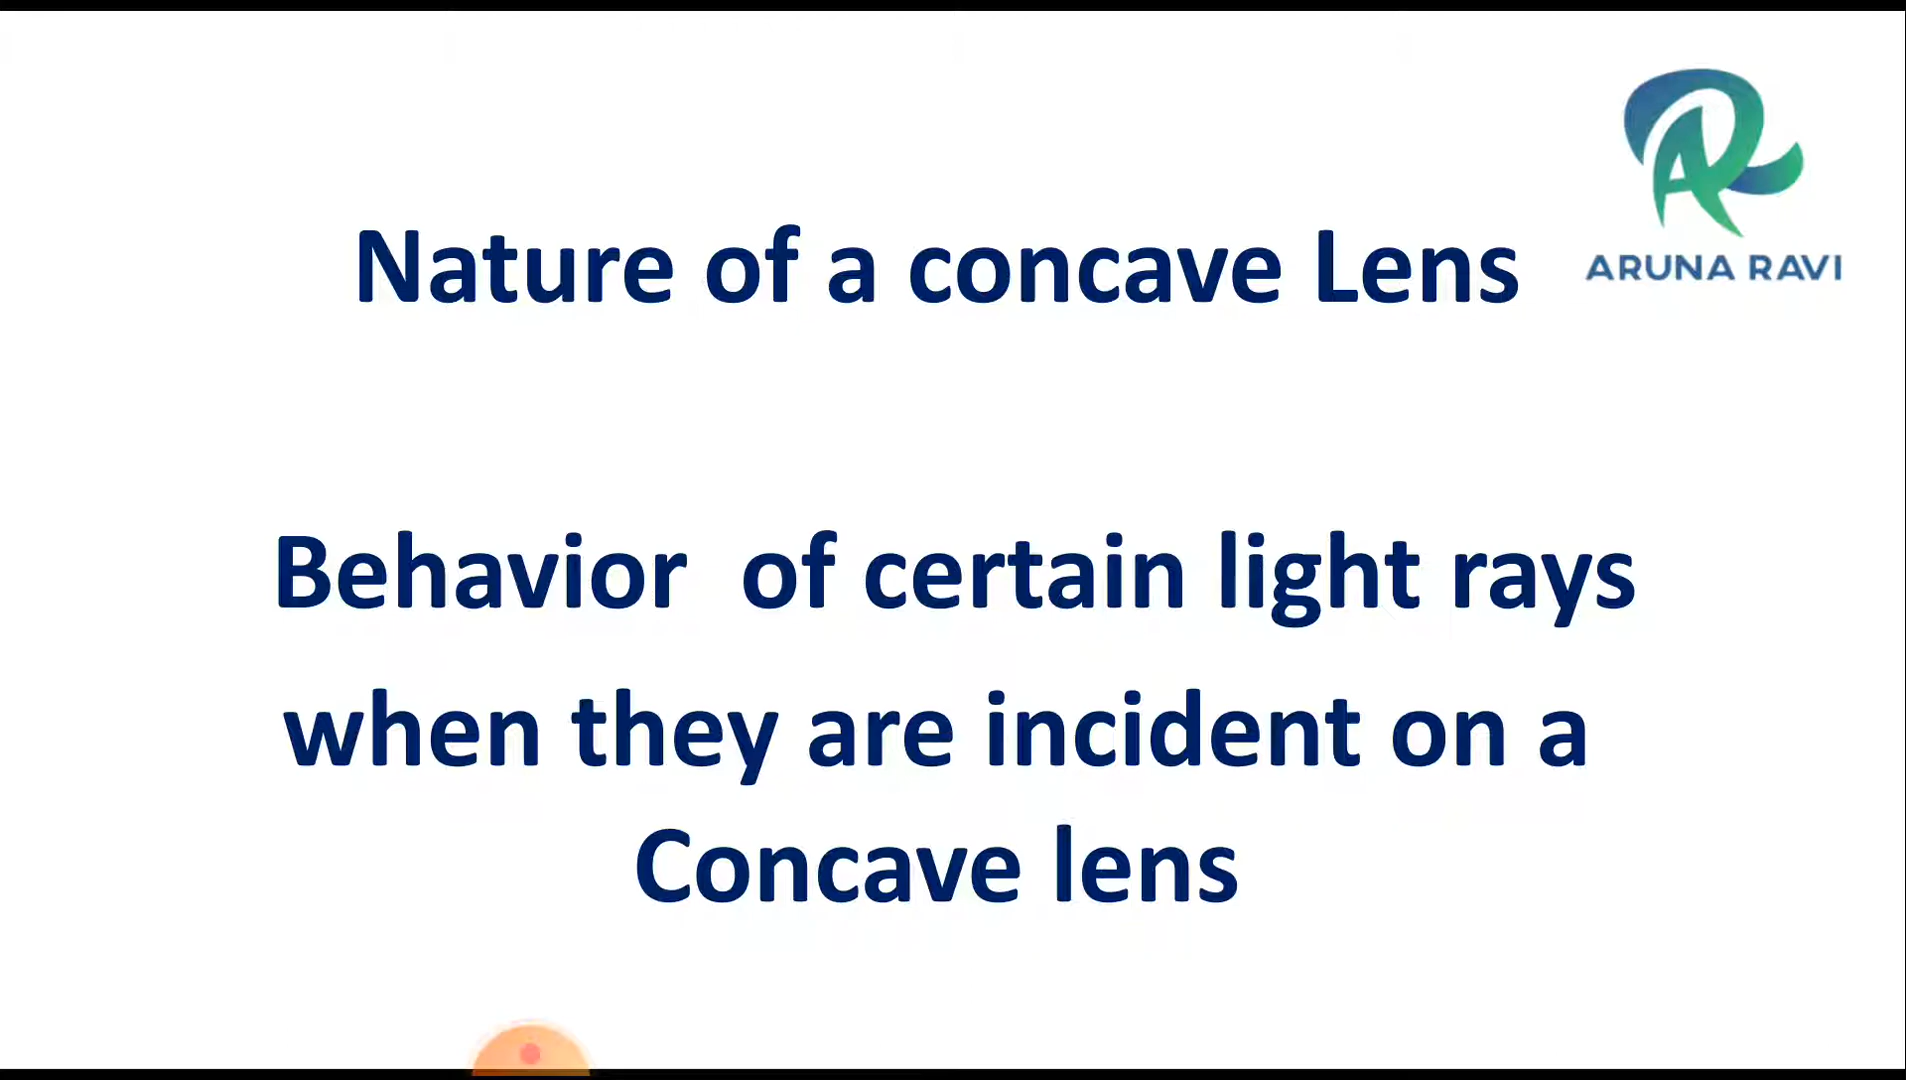 Nature of a concave Lens
ARUNA RAVI
Behavior of certain light rays
when they are incident on a
Concave lens